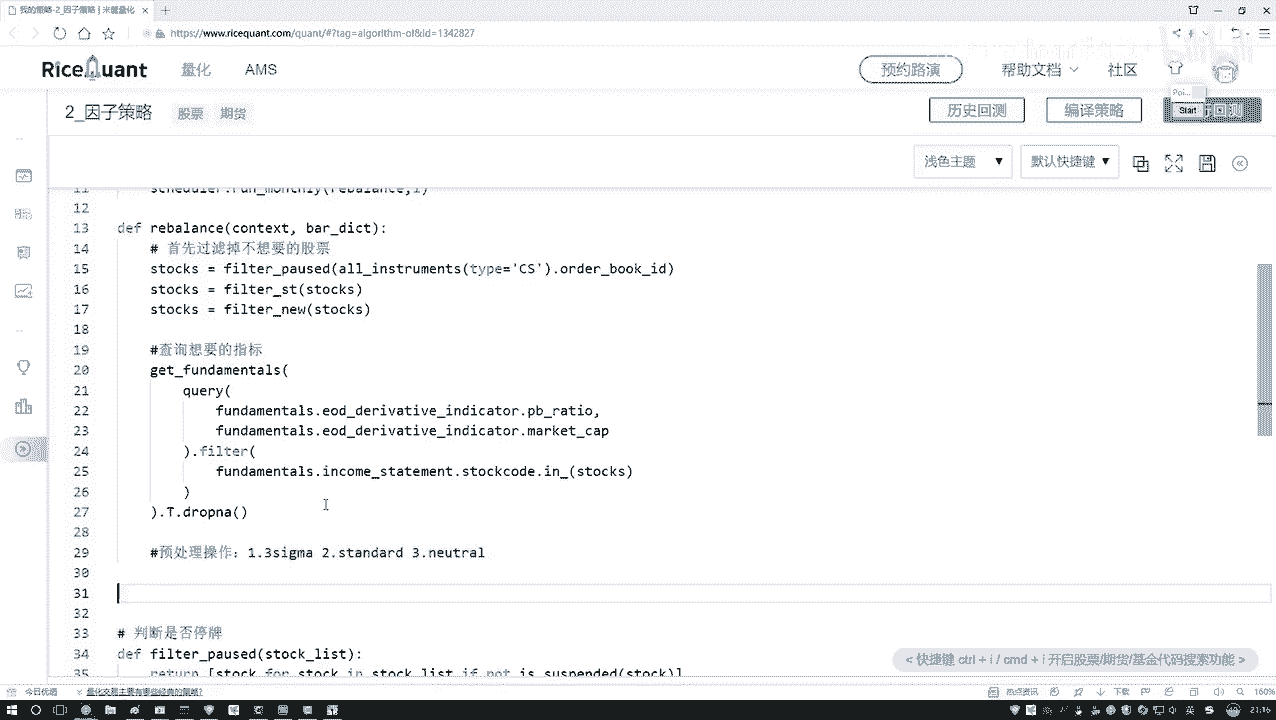 我的策略-2_因子策略 | 米筐量化
https://www.ricequant.com/quant/#?tag=algorithm-ol&id=1342827
RiceQuant 量化 AMS 预约路演 帮助文档 社区
2_因子策略 股票 期货 历史回测 编译策略
Poi...
Start
浅色主题 默认快捷键
11 scheduler.run_monthly(rebalance,1)
12
13 def rebalance(context, bar_dict):
14 # 首先过滤掉不想要的股票
15 stocks = filter_paused(all_instruments(type='CS').order_book_id)
16 stocks = filter_st(stocks)
17 stocks = filter_new(stocks)
18
19 #查询想要的指标
20 get_fundamentals(
21 query(
22 fundamentals.eod_derivative_indicator.pb_ratio,
23 fundamentals.eod_derivative_indicator.market_cap
24 ).filter(
25 fundamentals.income_statement.stockcode.in_(stocks)
26 )
27 ).T.dropna()
28
29 #预处理操作: 1.3sigma 2.standard 3.neutral
30
31
32
33 # 判断是否停牌
34 def filter_paused(stock_list):
35 return [stock for stock in stock_list if not is_suspended(stock)]
< 快捷键 ctrl + i / cmd + i 开启股票/期货/基金代码搜索功能 >
今日优选 量化交易主要有哪些经典的策略? 热点资讯 下载 160%
英 21:16